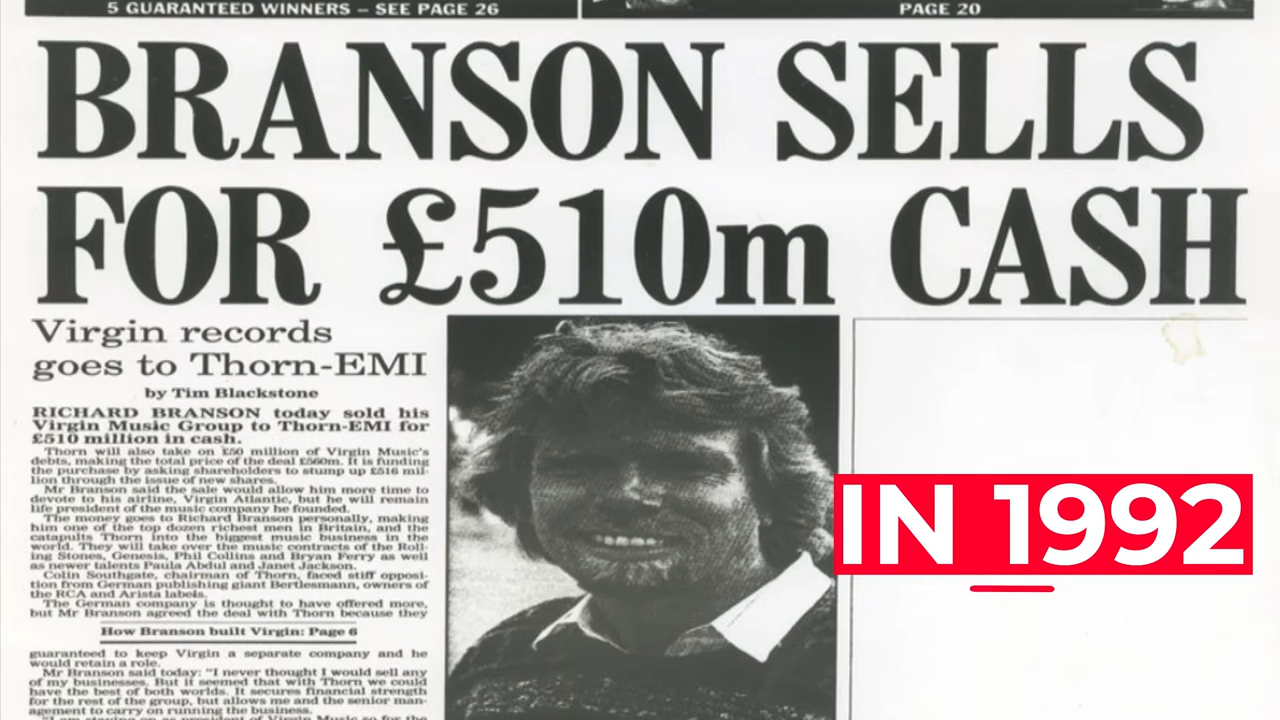 5 GUARANTEED WINNERS – SEE PAGE 26
PAGE 20
BRANSON SELLS
FOR £510m CASH
Virgin records
goes to Thorn-EMI
by Tim Blackstone
RICHARD BRANSON today sold his
Virgin Music Group to Thorn-EMI for
£510 million in cash.
Thorn will also take on £50 million of Virgin Music's
debts, making the total price of the deal £560m. It is funding
the purchase by asking shareholders to stump up £516 mil-
lion through the issue of new shares.
Mr Branson said the sale would allow him more time to
devote to his airline, Virgin Atlantic, but he will remain
life president of the music company he founded.
The money goes to Richard Branson personally, making
him one of the top dozen richest men in Britain, and the
catapults Thorn into the biggest music business in the
world. They will take over the music contracts of the Roll-
ing Stones, Genesis, Phil Collins and Bryan Ferry as well
as newer talents Paula Abdul and Janet Jackson.
Colin Southgate, chairman of Thorn, faced stiff opposi-
tion from German publishing giant Bertlesmann, owners of
the RCA and Arista labels.
The German company is thought to have offered more,
but Mr Branson agreed the deal with Thorn because they
How Branson built Virgin: Page 6
guaranteed to keep Virgin a separate company and he
would retain a role.
Mr Branson said today: "I never thought I would sell any
of my businesses. But it seemed that with Thorn we could
have the best of both worlds. It secures financial strength
for the rest of the group, but allows me and the senior man-
agement to carry on running the business.
"I am staying on as president of Virgin Music so for the
IN 1992